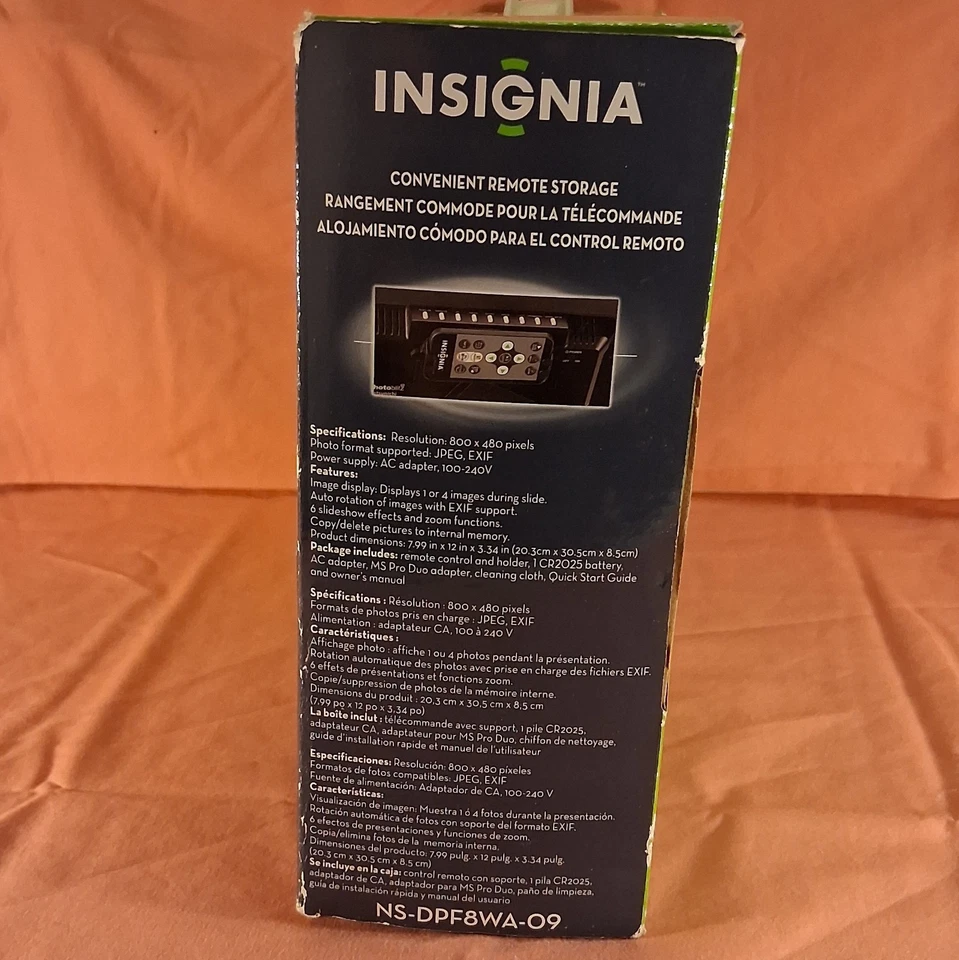 INSIGNIA™
CONVENIENT REMOTE STORAGE
RANGEMENT COMMODE POUR LA TÉLÉCOMMANDE
ALOJAMIENTO CÓMODO PARA EL CONTROL REMOTO
INSIGNIA
Specifications: Resolution: 800 x 480 pixels
Photo format supported: JPEG, EXIF
Power supply: AC adapter, 100-240V
Features:
Image display: Displays 1 or 4 images during slide.
Auto rotation of images with EXIF support.
6 slideshow effects and zoom functions.
Copy/delete pictures to internal memory.
Product dimensions: 7.99 in x 12 in x 3.34 in (20.3cm x 30.5cm x 8.5cm)
Package includes: remote control and holder, 1 CR2025 battery,
AC adapter, MS Pro Duo adapter, cleaning cloth, Quick Start Guide
and owner's manual
Spécifications : Résolution : 800 x 480 pixels
Formats de photos pris en charge : JPEG, EXIF
Alimentation : adaptateur CA, 100 à 240 V
Caractéristiques :
Affichage photo : affiche 1 ou 4 photos pendant la présentation.
Rotation automatique des photos avec prise en charge des fichiers EXIF.
6 effets de présentations et fonctions zoom.
Copie/suppression de photos de la mémoire interne.
Dimensions du produit : 20,3 cm x 30,5 cm x 8,5 cm
(7,99 po x 12 po x 3,34 po)
La boîte inclut : télécommande avec support, 1 pile CR2025,
adaptateur CA, adaptateur pour MS Pro Duo, chiffon de nettoyage,
guide d'installation rapide et manuel de l'utilisateur
Especificaciones: Resolución: 800 x 480 píxeles
Formatos de fotos compatibles: JPEG, EXIF
Fuente de alimentación: Adaptador de CA, 100-240 V
Características:
Visualización de imagen: Muestra 1 ó 4 fotos durante la presentación.
Rotación automática de fotos con soporte del formato EXIF.
6 efectos de presentaciones y funciones de zoom.
Copia/elimina fotos de la memoria interna.
Dimensiones del producto: 7.99 pulg. x 12 pulg. x 3.34 pulg.
(20.3 cm x 30.5 cm x 8.5 cm)
Se incluye en la caja: control remoto con soporte, 1 pila CR2025,
adaptador de CA, adaptador para MS Pro Duo, paño de limpieza,
guía de instalación rápida y manual del usuario
NS-DPF8WA-09